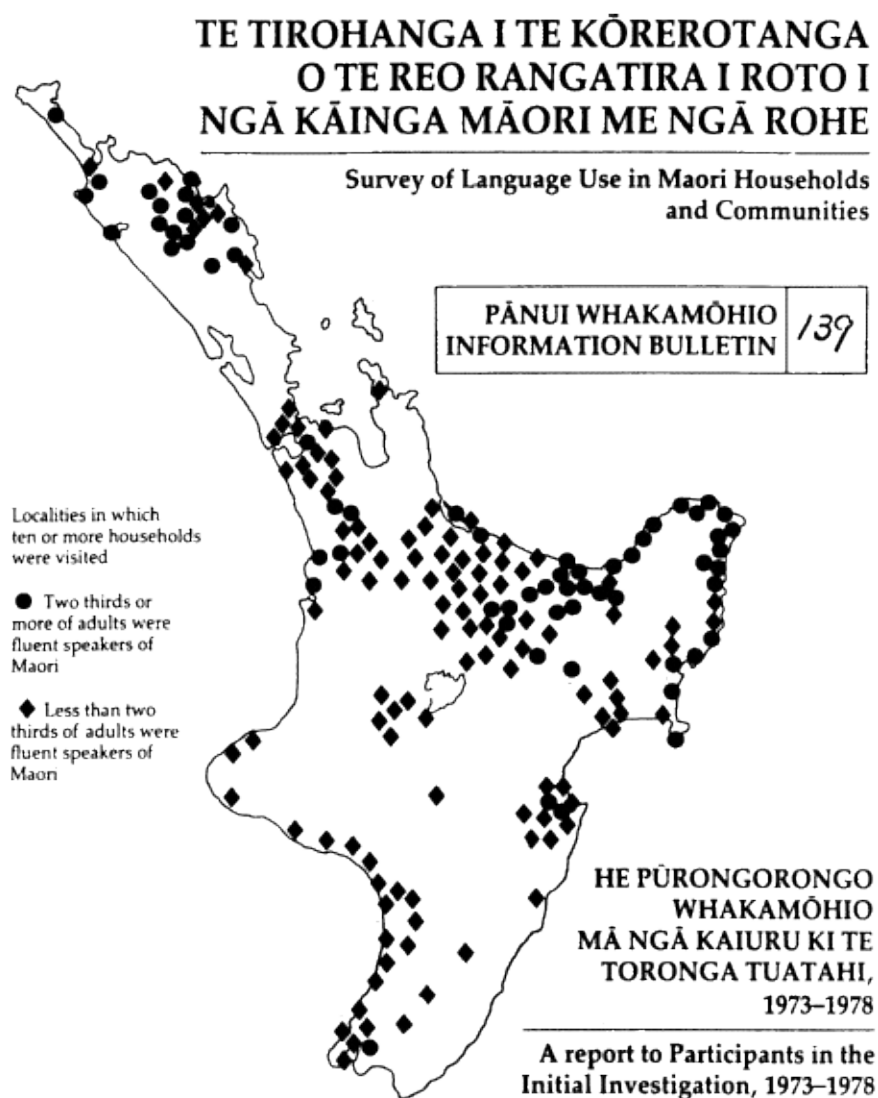 TE TIROHANGA I TE KŌREROTANGA
O TE REO RANGATIRA I ROTO I
NGĀ KĀINGA MĀORI ME NGĀ ROHE
Survey of Language Use in Maori Households
and Communities
PĀNUI WHAKAMŌHIO
INFORMATION BULLETIN
139
Localities in which
ten or more households
were visited
● Two thirds or
more of adults were
fluent speakers of
Maori
◆ Less than two
thirds of adults were
fluent speakers of
Maori
HE PŪRONGORONGO
WHAKAMŌHIO
MĀ NGĀ KAIURU KI TE
TORONGA TUATAHI,
1973–1978
A report to Participants in the
Initial Investigation, 1973–1978